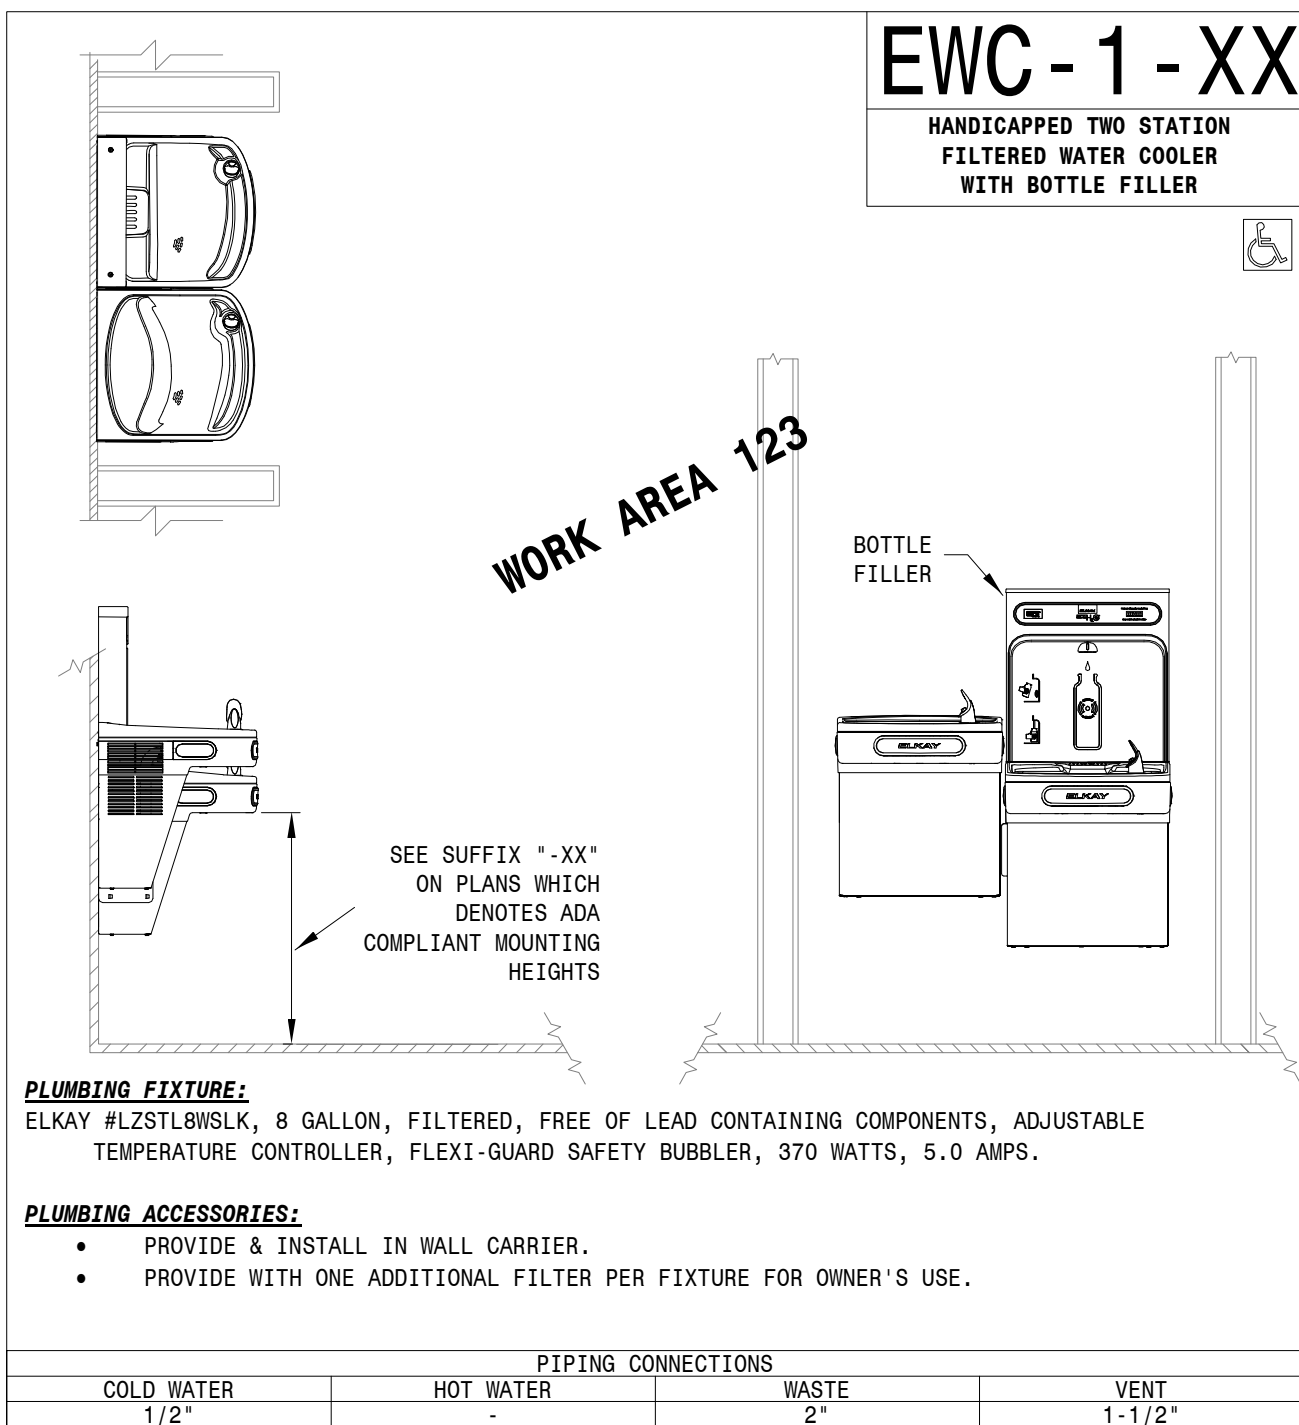 EWC-1-XX
HANDICAPPED TWO STATION
FILTERED WATER COOLER
WITH BOTTLE FILLER
WORK AREA 123
BOTTLE
FILLER
ELKAY
ELKAY
SEE SUFFIX "-XX"
ON PLANS WHICH
DENOTES ADA
COMPLIANT MOUNTING
HEIGHTS
PLUMBING FIXTURE:
ELKAY #LZSTL8WSLK, 8 GALLON, FILTERED, FREE OF LEAD CONTAINING COMPONENTS, ADJUSTABLE
TEMPERATURE CONTROLLER, FLEXI-GUARD SAFETY BUBBLER, 370 WATTS, 5.0 AMPS.
PLUMBING ACCESSORIES:
• PROVIDE & INSTALL IN WALL CARRIER.
• PROVIDE WITH ONE ADDITIONAL FILTER PER FIXTURE FOR OWNER'S USE.
PIPING CONNECTIONS
COLD WATER HOT WATER WASTE VENT
1/2" - 2" 1-1/2"